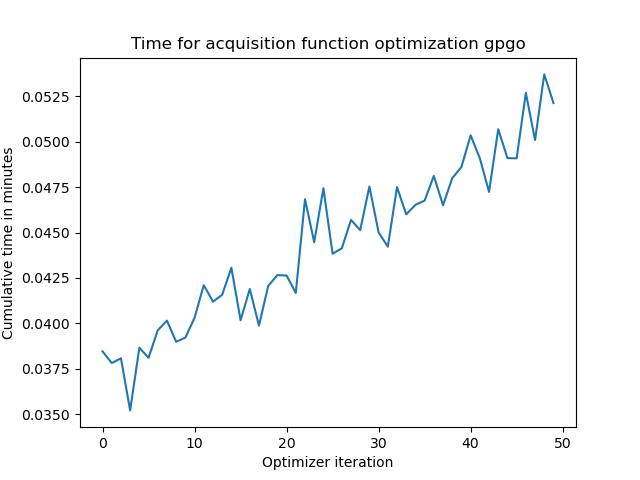 Time for acquisition function optimization gpgo
Cumulative time in minutes
0.0525
0.0500
0.0475
0.0450
0.0425
0.0400
0.0375
0.0350
0 10 20 30 40 50
Optimizer iteration